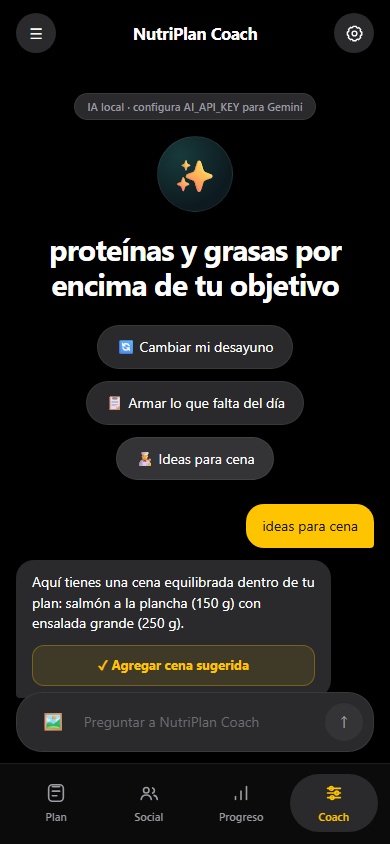 NutriPlan Coach
IA local · configura AI_API_KEY para Gemini
proteínas y grasas por
encima de tu objetivo
Cambiar mi desayuno
Armar lo que falta del día
Ideas para cena
ideas para cena
Aquí tienes una cena equilibrada dentro de tu
plan: salmón a la plancha (150 g) con
ensalada grande (250 g).
✓ Agregar cena sugerida
Preguntar a NutriPlan Coach
Plan
Social
Progreso
Coach